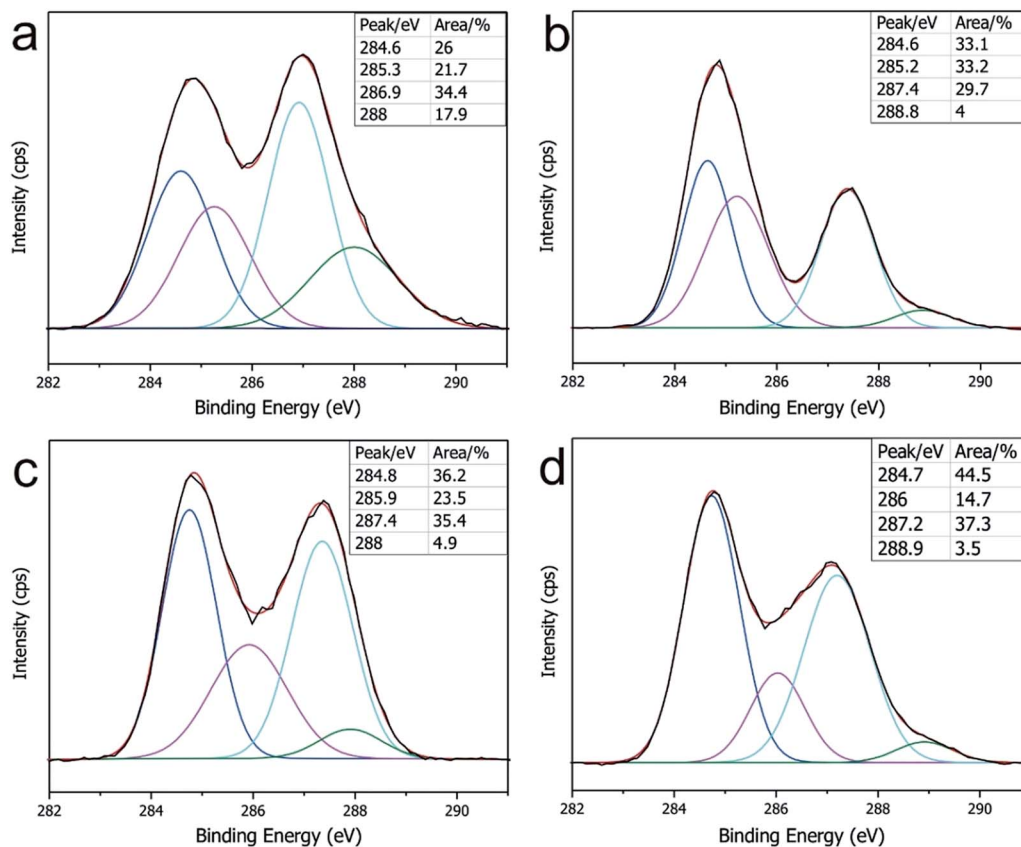 a
Peak/eV Area/%
284.6 26
285.3 21.7
286.9 34.4
288 17.9
Intensity (cps)
282 284 286 288 290
Binding Energy (eV)
b
Peak/eV Area/%
284.6 33.1
285.2 33.2
287.4 29.7
288.8 4
Intensity (cps)
282 284 286 288 290
Binding Energy (eV)
c
Peak/eV Area/%
284.8 36.2
285.9 23.5
287.4 35.4
288 4.9
Intensity (cps)
282 284 286 288 290
Binding Energy (eV)
d
Peak/eV Area/%
284.7 44.5
286 14.7
287.2 37.3
288.9 3.5
Intensity (cps)
282 284 286 288 290
Binding Energy (eV)